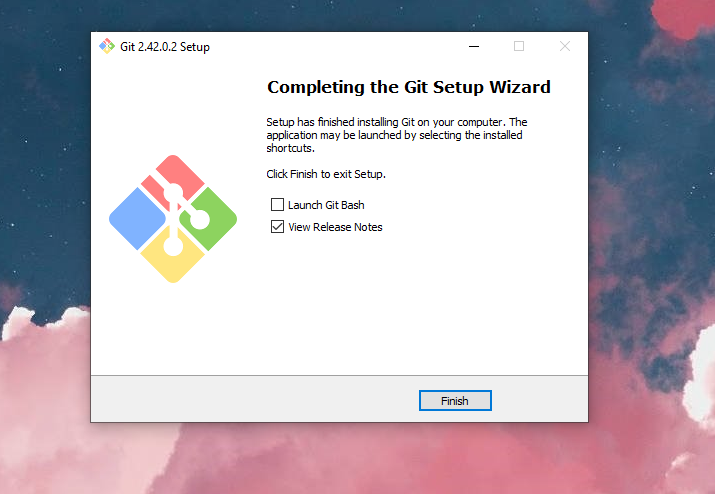 Git 2.42.0.2 Setup
Completing the Git Setup Wizard
Setup has finished installing Git on your computer. The
application may be launched by selecting the installed
shortcuts.
Click Finish to exit Setup.
Launch Git Bash
View Release Notes
Finish